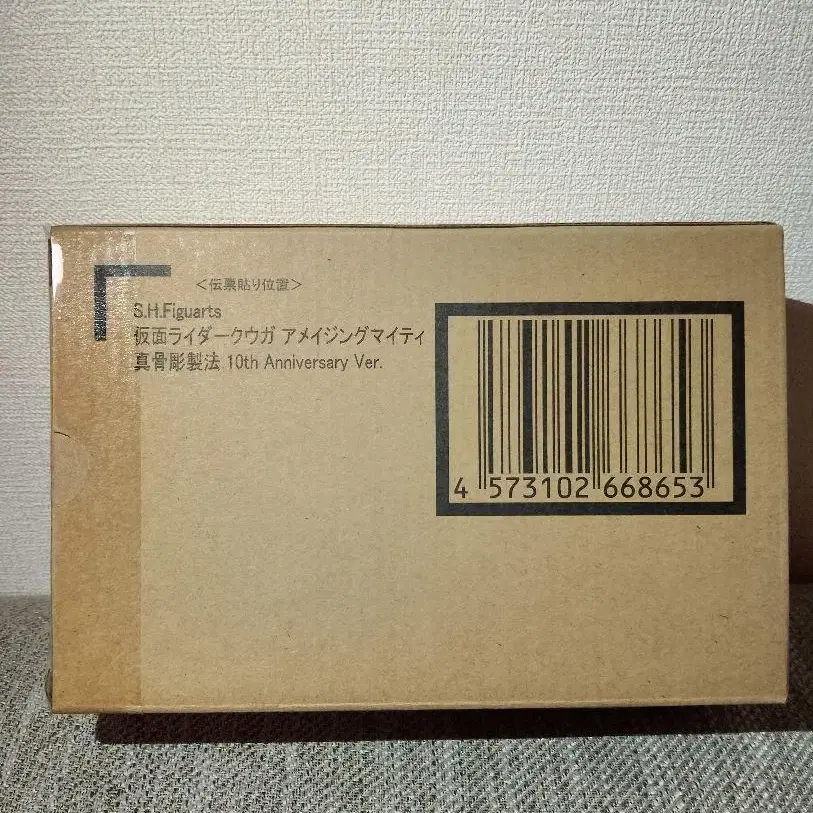 ＜伝票貼り位置＞
S.H.Figuarts
仮面ライダークウガ アメイジングマイティ
真骨彫製法 10th Anniversary Ver.
4 573102 668653